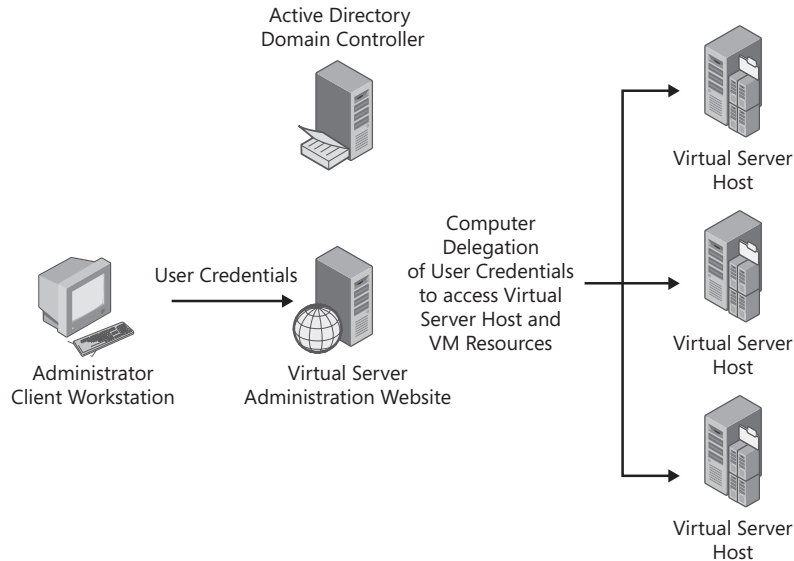 Active Directory
Domain Controller
Virtual Server
Host
User Credentials
Computer
Delegation
of User Credentials
to access Virtual
Server Host and
VM Resources
Virtual Server
Host
Administrator
Client Workstation
Virtual Server
Administration Website
Virtual Server
Host